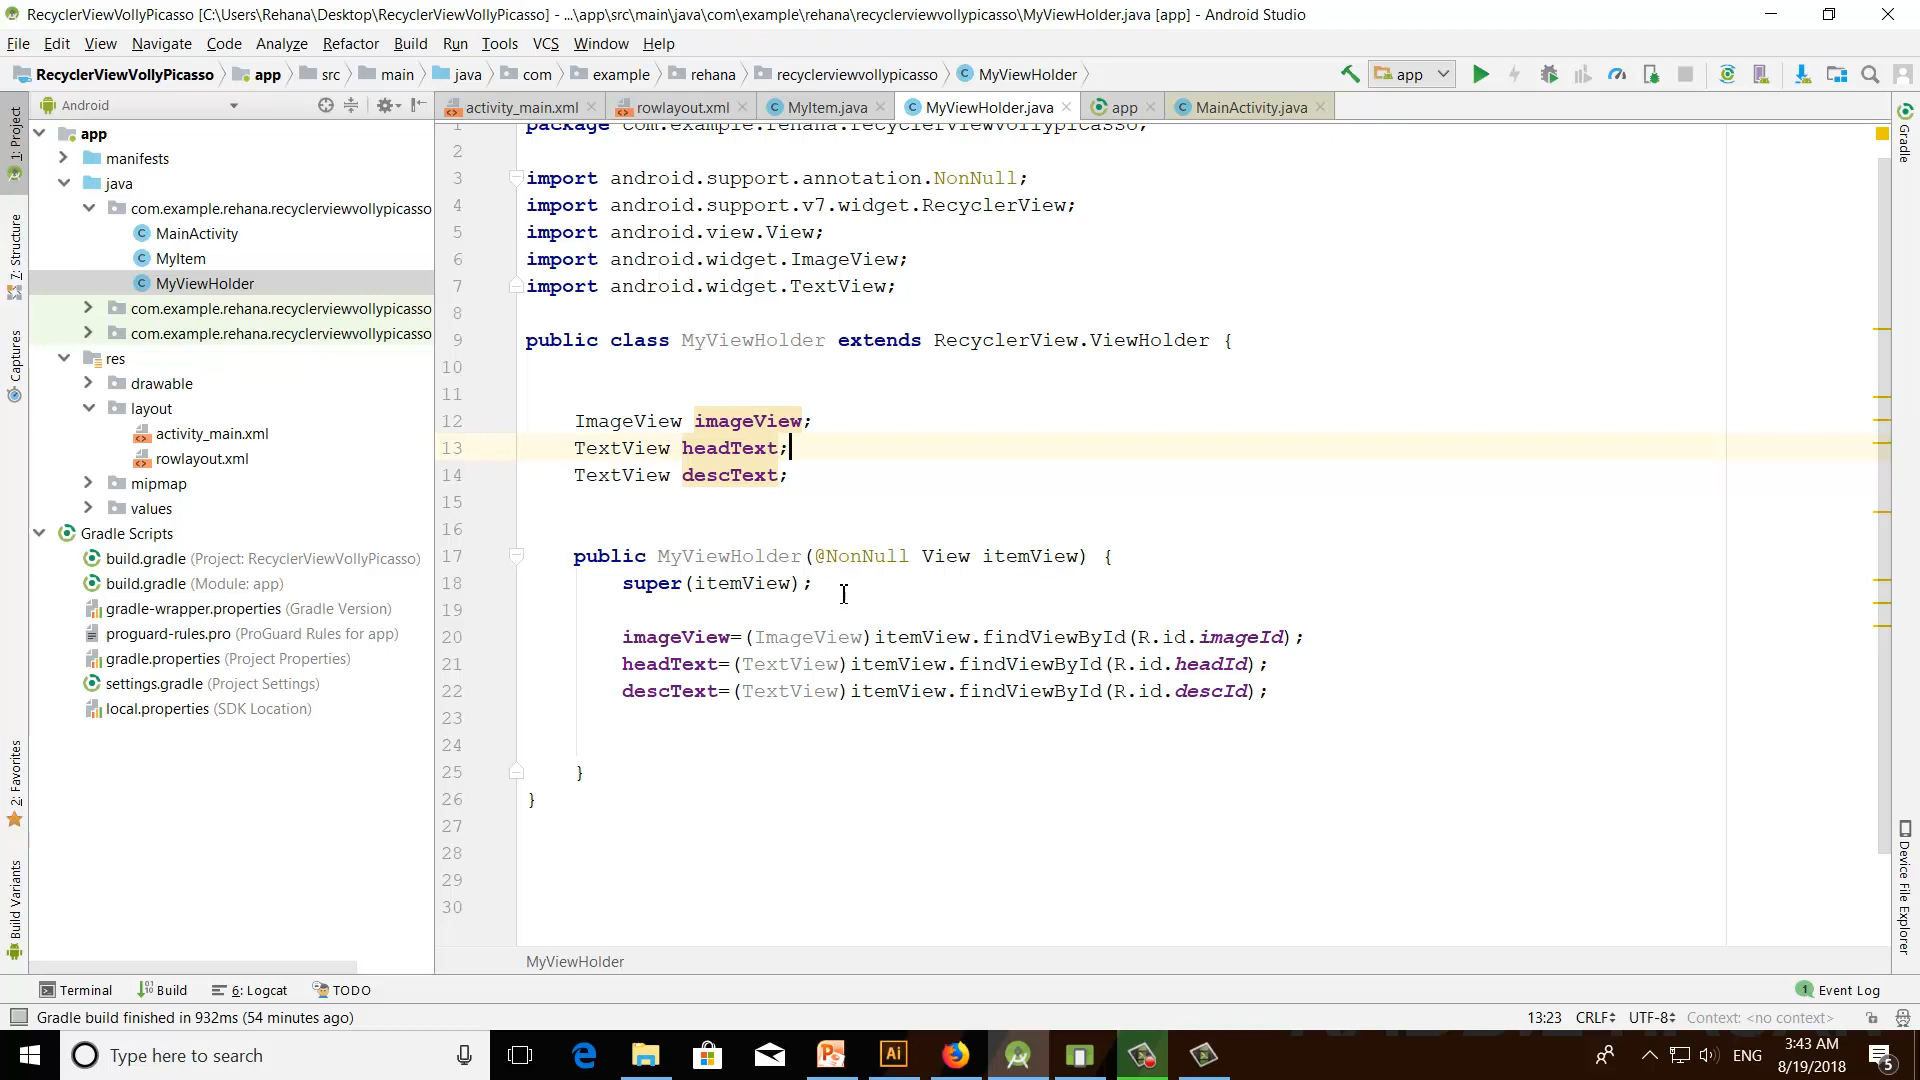 RecyclerViewVollyPicasso [C:\Users\Rehana\Desktop\RecyclerViewVollyPicasso] - ...\app\src\main\java\com\example\rehana\recyclerviewvollypicasso\MyViewHolder.java [app] - Android Studio
File Edit View Navigate Code Analyze Refactor Build Run Tools VCS Window Help
RecyclerViewVollyPicasso app src main java com example rehana recyclerviewvollypicasso MyViewHolder app
Android activity_main.xml rowlayout.xml MyItem.java MyViewHolder.java app MainActivity.java
1: Project
7: Structure
Captures
2: Favorites
Build Variants
app
manifests
java
com.example.rehana.recyclerviewvollypicasso
MainActivity
MyItem
MyViewHolder
com.example.rehana.recyclerviewvollypicasso
com.example.rehana.recyclerviewvollypicasso
res
drawable
layout
activity_main.xml
rowlayout.xml
mipmap
values
Gradle Scripts
build.gradle (Project: RecyclerViewVollyPicasso)
build.gradle (Module: app)
gradle-wrapper.properties (Gradle Version)
proguard-rules.pro (ProGuard Rules for app)
gradle.properties (Project Properties)
settings.gradle (Project Settings)
local.properties (SDK Location)
1 package com.example.rehana.recyclerviewvollypicasso;
2
3 import android.support.annotation.NonNull;
4 import android.support.v7.widget.RecyclerView;
5 import android.view.View;
6 import android.widget.ImageView;
7 import android.widget.TextView;
8
9 public class MyViewHolder extends RecyclerView.ViewHolder {
10
11
12 ImageView imageView;
13 TextView headText;
14 TextView descText;
15
16
17 public MyViewHolder(@NonNull View itemView) {
18 super(itemView);
19
20 imageView=(ImageView)itemView.findViewById(R.id.imageId);
21 headText=(TextView)itemView.findViewById(R.id.headId);
22 descText=(TextView)itemView.findViewById(R.id.descId);
23
24
25 }
26 }
27
28
29
30
MyViewHolder
Gradle
Device File Explorer
Terminal Build 6: Logcat TODO 1 Event Log
Gradle build finished in 932ms (54 minutes ago) 13:23 CRLF UTF-8 Context: <no context>
Type here to search ENG 3:43 AM
8/19/2018 5